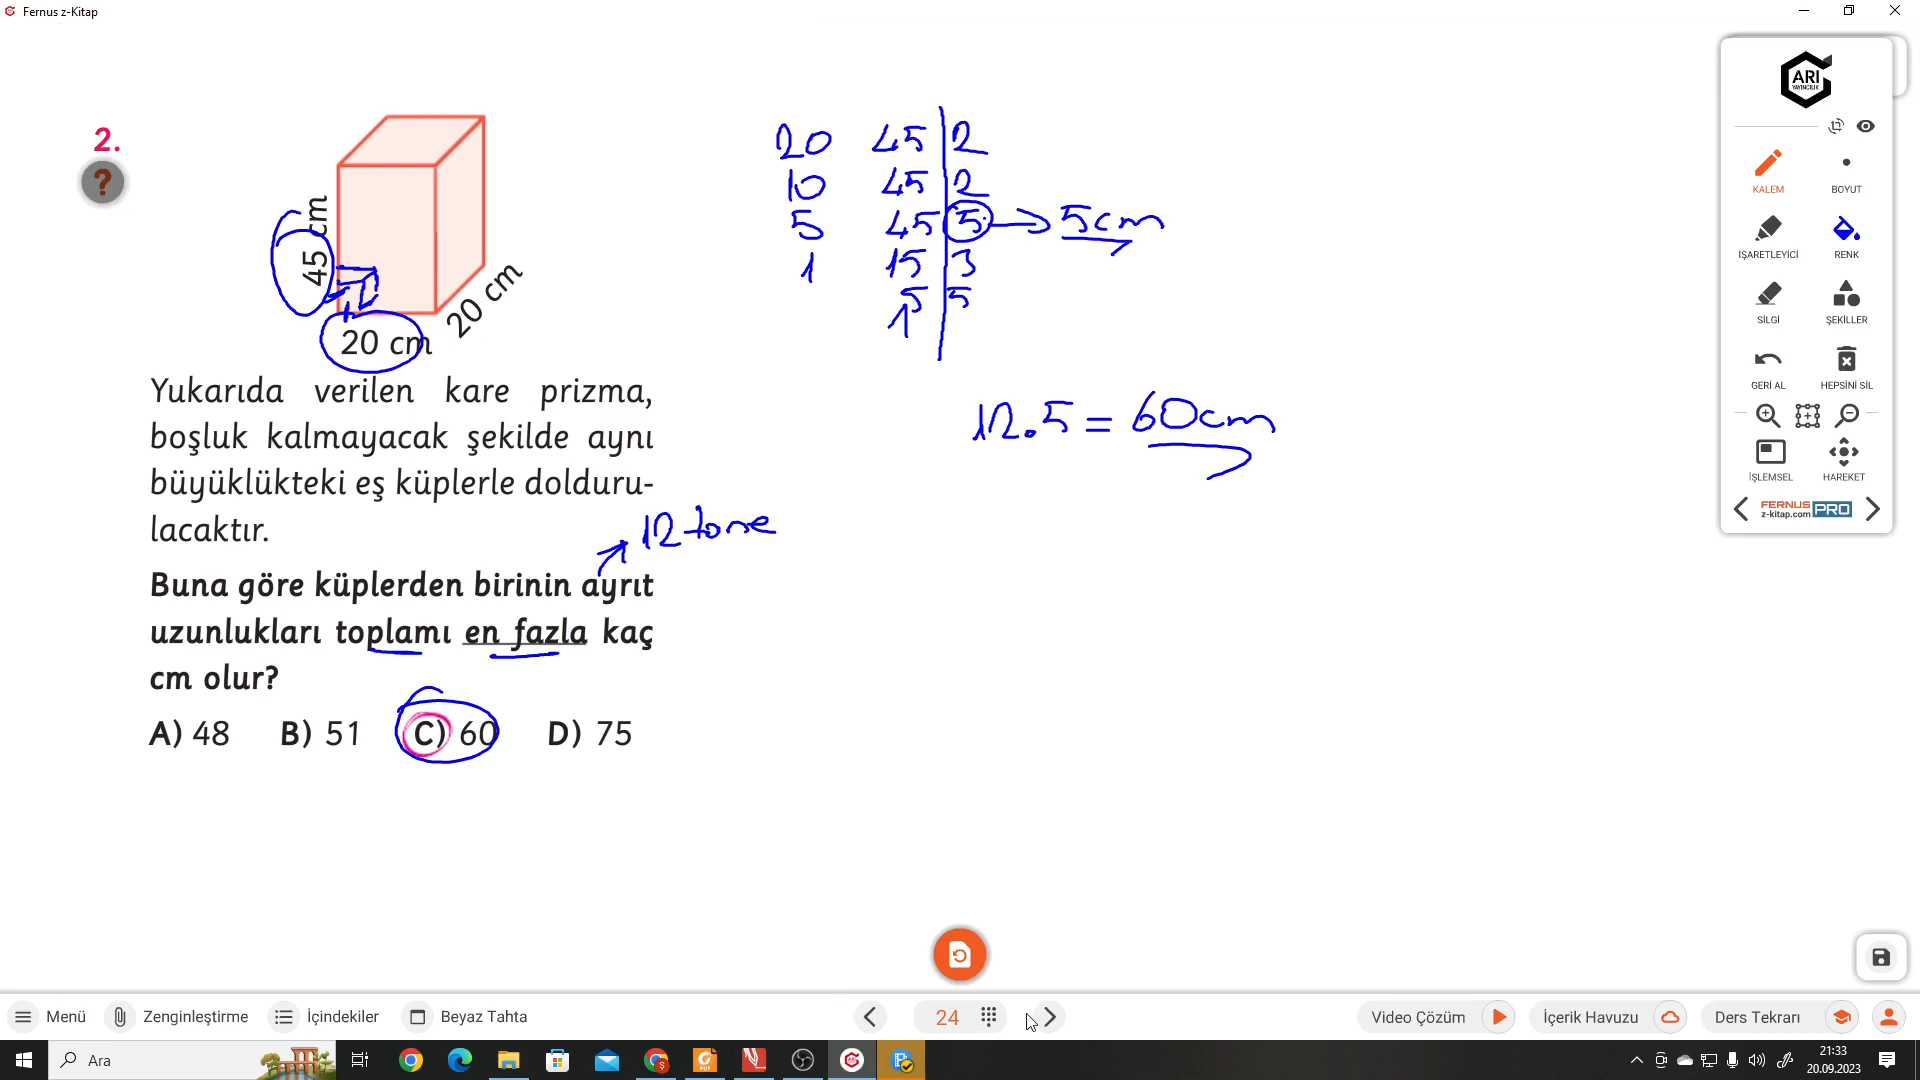 Fernus z-Kitap
2.
?
45 cm
20 cm
20 cm
Yukarıda verilen kare prizma,
boşluk kalmayacak şekilde aynı
büyüklükteki eş küplerle dolduru-
lacaktır.
12 tane
Buna göre küplerden birinin ayrıt
uzunlukları toplamı en fazla kaç
cm olur?
A) 48 B) 51 C) 60 D) 75
20 45 2
10 45 2
5 45 5 → 5cm
1 15 3
5 5
1
12.5 = 60cm
ARI
YAYINCILIK
KALEM BOYUT
İŞARETLEYİCİ RENK
SİLGİ ŞEKİLLER
GERİ AL HEPSİNİ SİL
İŞLEMSEL HAREKET
FERNUS PRO
z-kitap.com
Menü Zenginleştirme İçindekiler Beyaz Tahta 24 Video Çözüm İçerik Havuzu Ders Tekrarı
Ara
21:33
20.09.2023